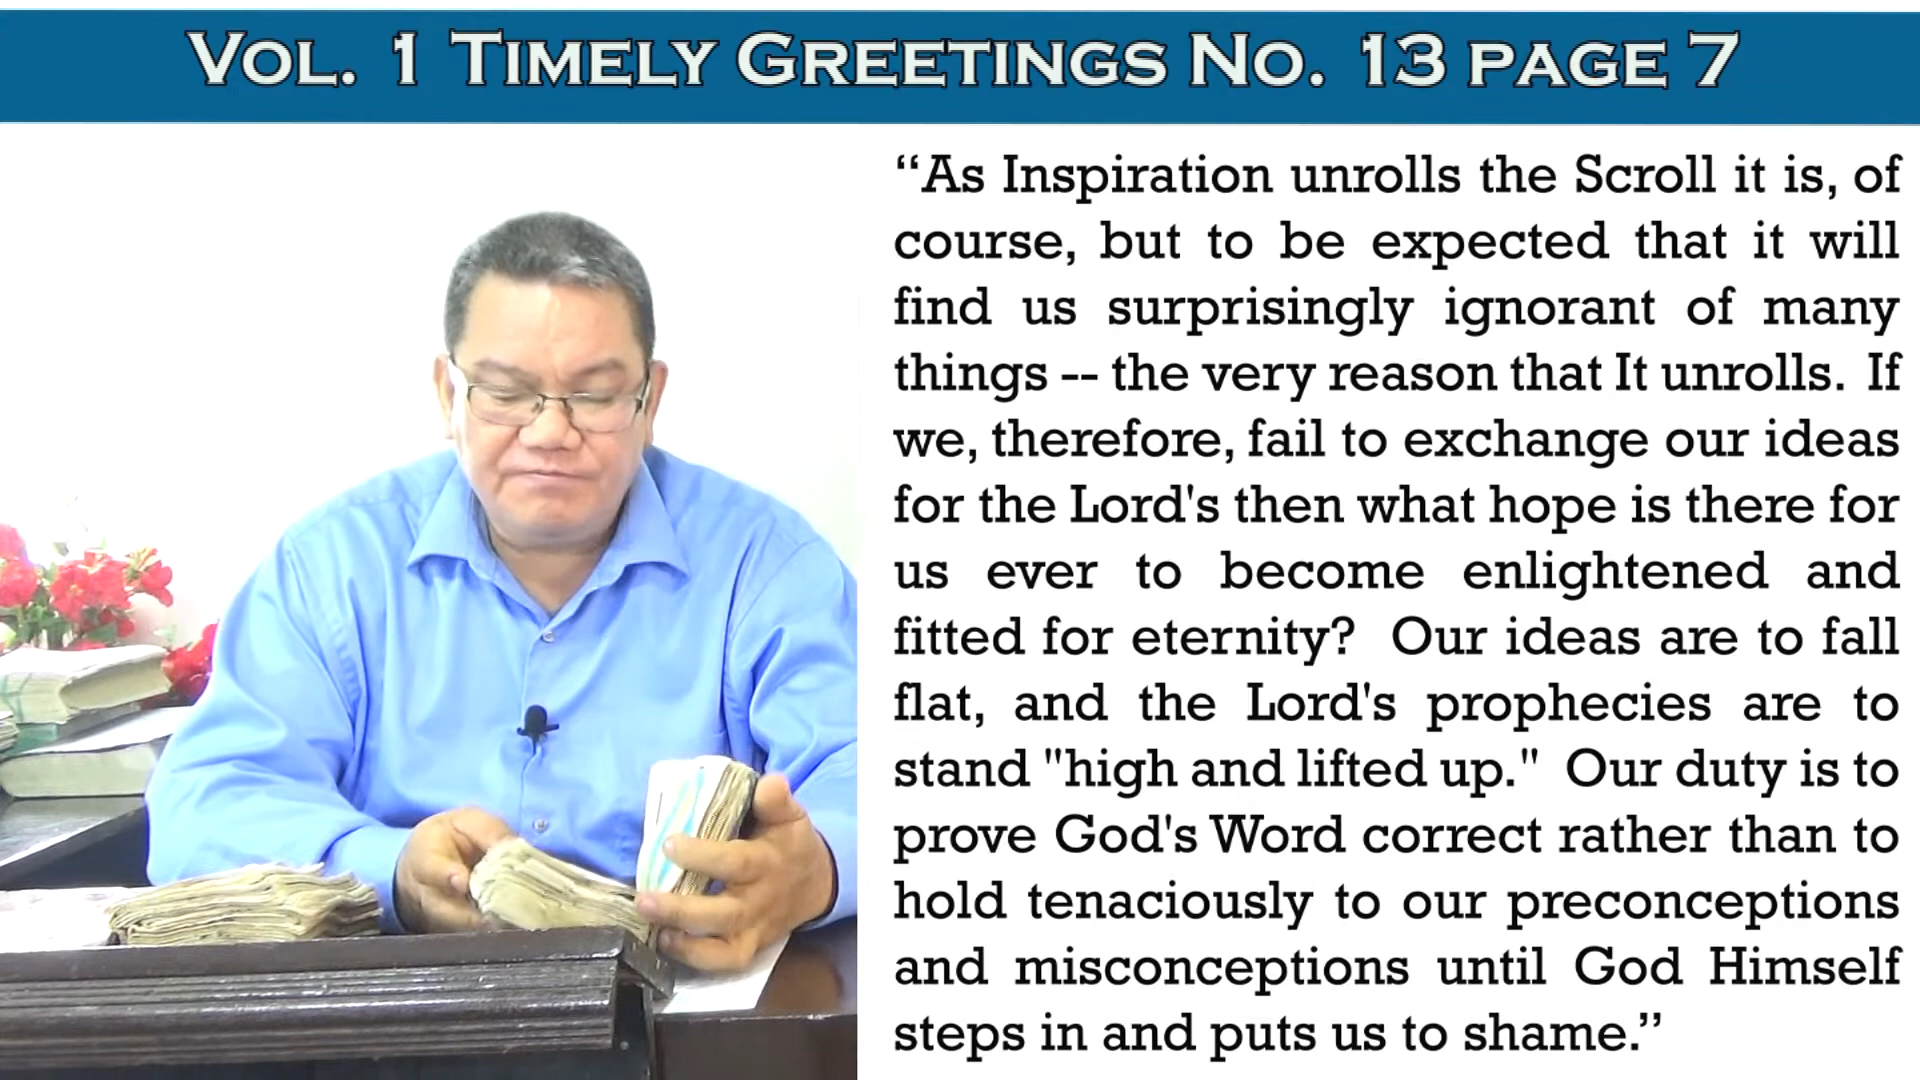 VOL. 1 TIMELY GREETINGS NO. 13 PAGE 7
“As Inspiration unrolls the Scroll it is, of
course, but to be expected that it will
find us surprisingly ignorant of many
things -- the very reason that It unrolls. If
we, therefore, fail to exchange our ideas
for the Lord's then what hope is there for
us ever to become enlightened and
fitted for eternity? Our ideas are to fall
flat, and the Lord's prophecies are to
stand "high and lifted up." Our duty is to
prove God's Word correct rather than to
hold tenaciously to our preconceptions
and misconceptions until God Himself
steps in and puts us to shame.”